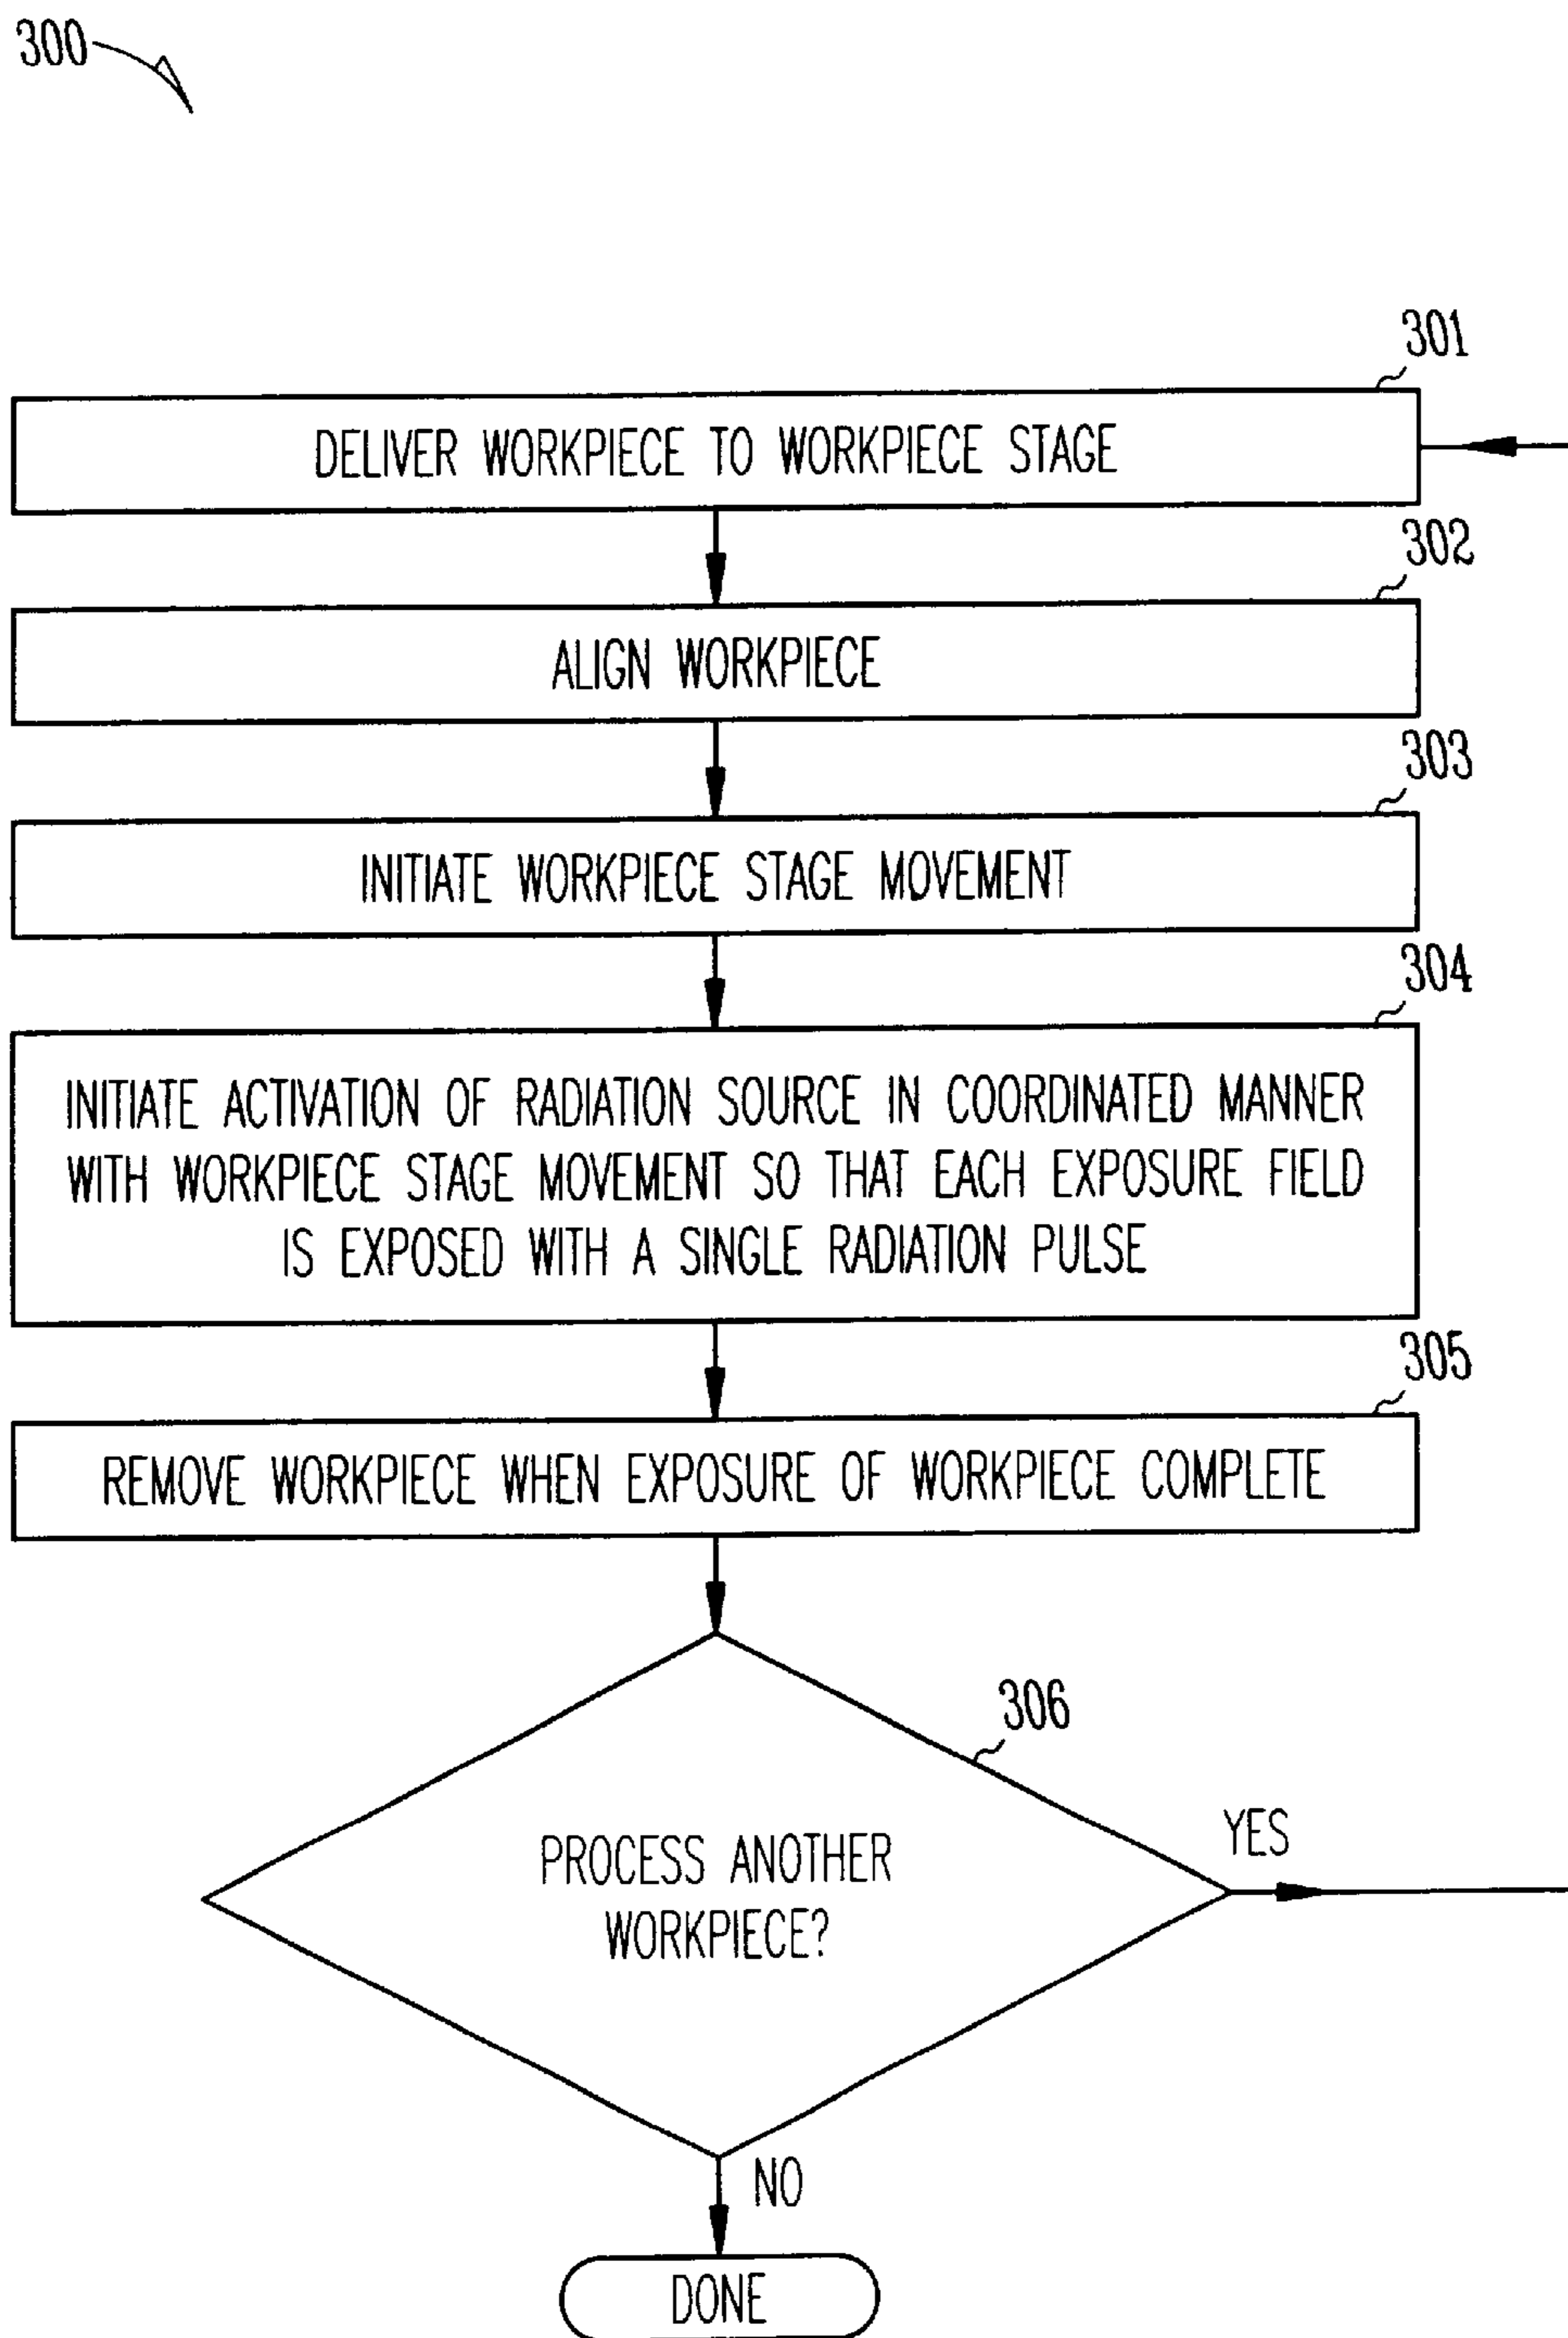 300
301
DELIVER WORKPIECE TO WORKPIECE STAGE
302
ALIGN WORKPIECE
303
INITIATE WORKPIECE STAGE MOVEMENT
304
INITIATE ACTIVATION OF RADIATION SOURCE IN COORDINATED MANNER
WITH WORKPIECE STAGE MOVEMENT SO THAT EACH EXPOSURE FIELD
IS EXPOSED WITH A SINGLE RADIATION PULSE
305
REMOVE WORKPIECE WHEN EXPOSURE OF WORKPIECE COMPLETE
306
PROCESS ANOTHER
WORKPIECE?
YES
NO
DONE